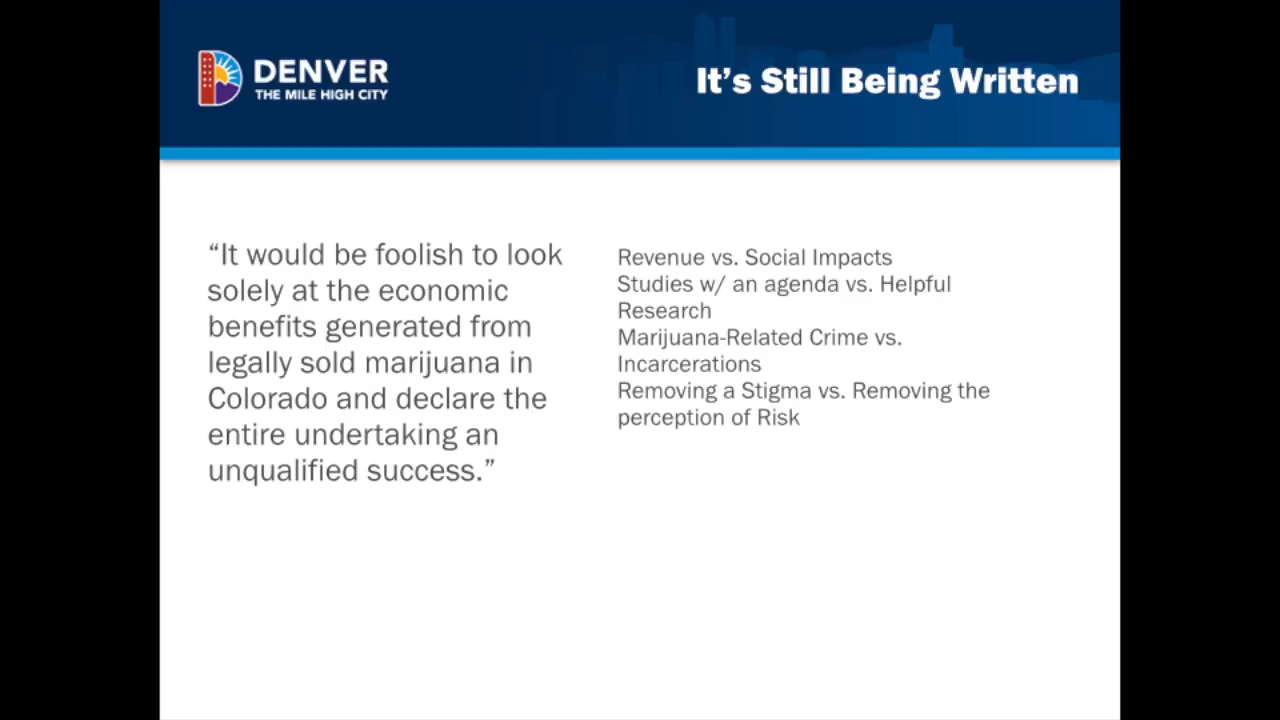 DENVER
THE MILE HIGH CITY
It's Still Being Written
“It would be foolish to look
solely at the economic
benefits generated from
legally sold marijuana in
Colorado and declare the
entire undertaking an
unqualified success.”
Revenue vs. Social Impacts
Studies w/ an agenda vs. Helpful
Research
Marijuana-Related Crime vs.
Incarcerations
Removing a Stigma vs. Removing the
perception of Risk